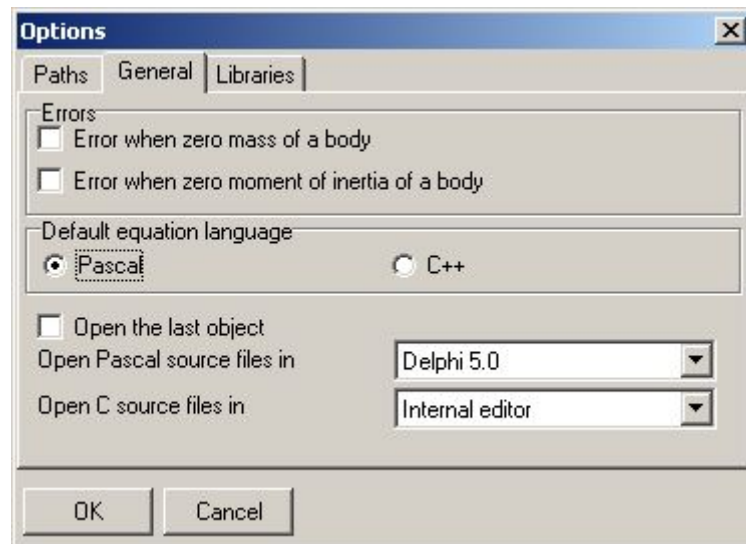 Options
Paths General Libraries
Errors
Error when zero mass of a body
Error when zero moment of inertia of a body
Default equation language
Pascal C++
Open the last object
Open Pascal source files in Delphi 5.0
Open C source files in Internal editor
OK Cancel